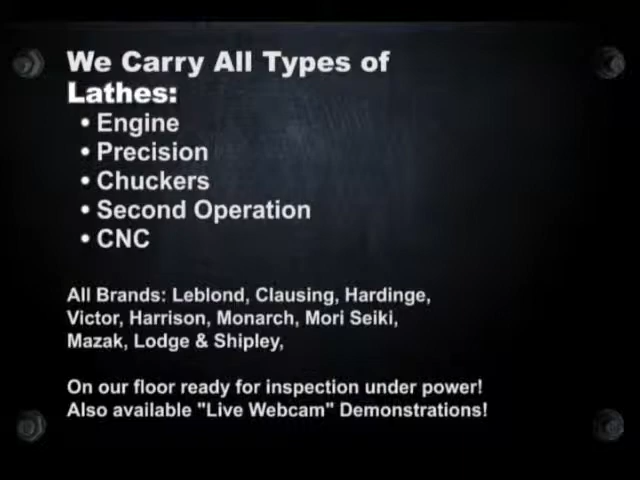 We Carry All Types of
Lathes:
• Engine
• Precision
• Chuckers
• Second Operation
• CNC
All Brands: Leblond, Clausing, Hardinge,
Victor, Harrison, Monarch, Mori Seiki,
Mazak, Lodge & Shipley,
On our floor ready for inspection under power!
Also available "Live Webcam" Demonstrations!